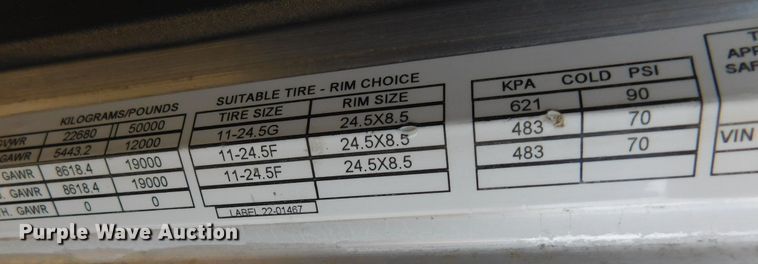 KILOGRAMS/POUNDS
GVWR 22680 50000
GAWR 5443.2 12000
GAWR 8618.4 19000
. GAWR 8618.4 19000
TH. GAWR 0 0
SUITABLE TIRE - RIM CHOICE
TIRE SIZE RIM SIZE
11-24.5G 24.5X8.5
11-24.5F 24.5X8.5
11-24.5F 24.5X8.5
LABEL 22-01467
KPA COLD PSI
621 90
483 70
483 70
T
APP
SAF
VIN
Purple Wave Auction